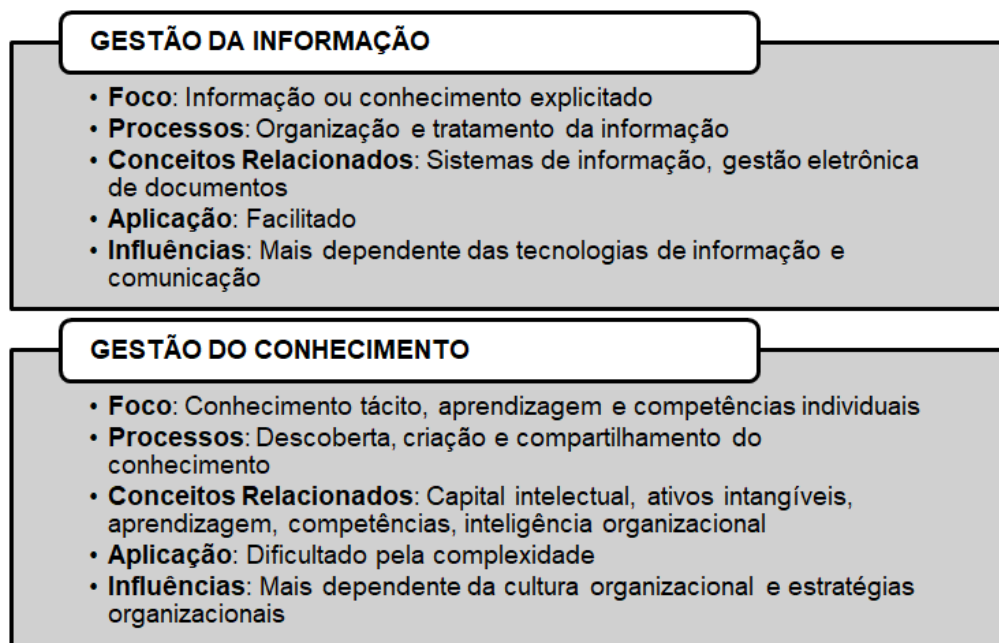 GESTÃO DA INFORMAÇÃO
• Foco: Informação ou conhecimento explicitado
• Processos: Organização e tratamento da informação
• Conceitos Relacionados: Sistemas de informação, gestão eletrônica
de documentos
• Aplicação: Facilitado
• Influências: Mais dependente das tecnologias de informação e
comunicação
GESTÃO DO CONHECIMENTO
• Foco: Conhecimento tácito, aprendizagem e competências individuais
• Processos: Descoberta, criação e compartilhamento do
conhecimento
• Conceitos Relacionados: Capital intelectual, ativos intangíveis,
aprendizagem, competências, inteligência organizacional
• Aplicação: Dificultado pela complexidade
• Influências: Mais dependente da cultura organizacional e estratégias
organizacionais